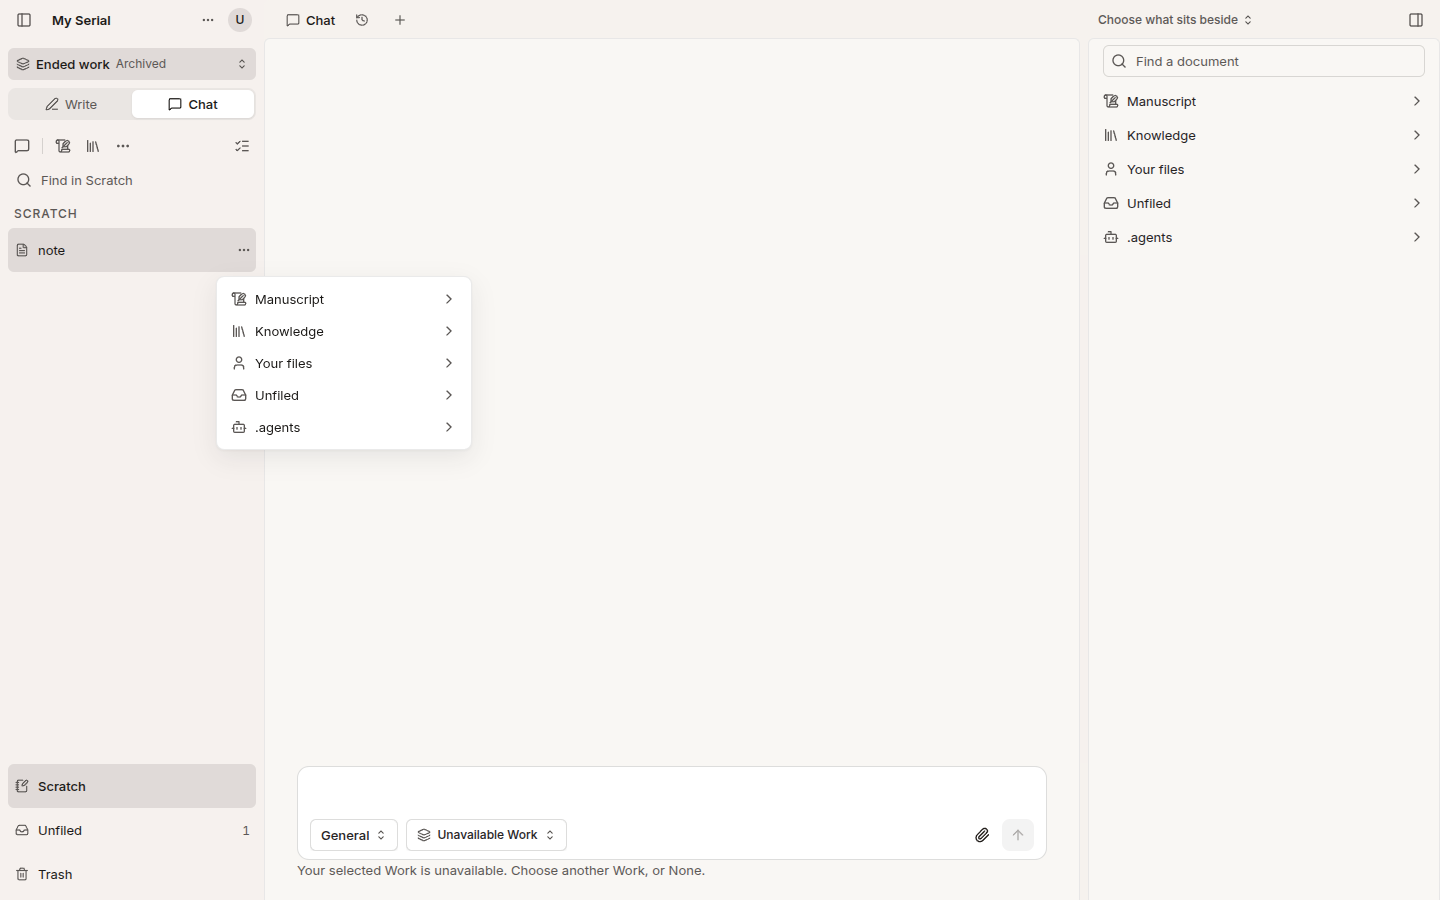 My Serial
U
Ended work Archived
Write
Chat
Find in Scratch
SCRATCH
note
Manuscript
Knowledge
Your files
Unfiled
.agents
Scratch
Unfiled 1
Trash
Chat
General
Unavailable Work
Your selected Work is unavailable. Choose another Work, or None.
Choose what sits beside
Find a document
Manuscript
Knowledge
Your files
Unfiled
.agents